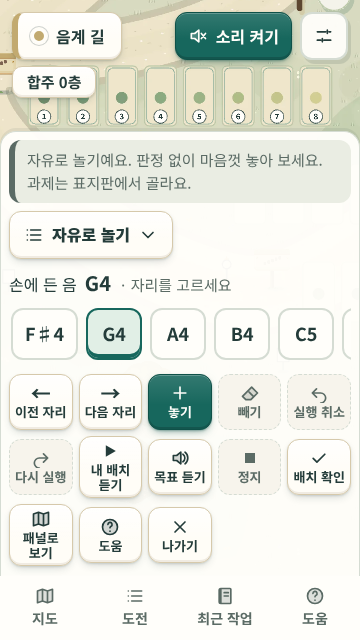 음계 길
소리 켜기
합주 0층
1 2 3 4 5 6 7 8
자유로 놀기예요. 판정 없이 마음껏 놓아 보세요.
과제는 표지판에서 골라요.
자유로 놀기
손에 든 음 G4 · 자리를 고르세요
F♯4 G4 A4 B4 C5
이전 자리 다음 자리 놓기 빼기 실행 취소
다시 실행 내 배치 듣기 목표 듣기 정지 배치 확인
패널로 보기 도움 나가기
지도 도전 최근 작업 도움